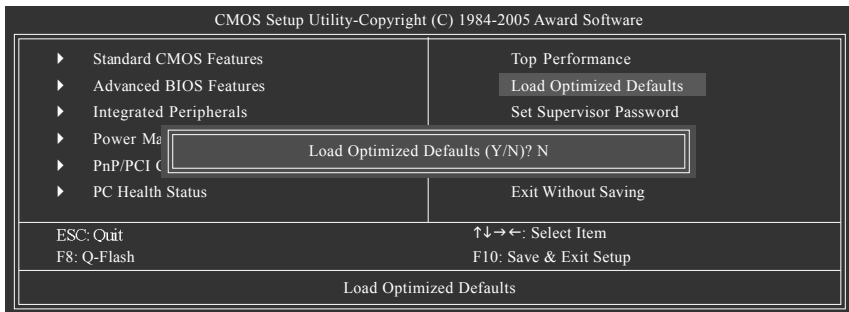 CMOS Setup Utility-Copyright (C) 1984-2005 Award Software
Standard CMOS Features
Advanced BIOS Features
Integrated Peripherals
Power Ma
PnP/PCI
PC Health Status
Top Performance
Load Optimized Defaults
Set Supervisor Password
Exit Without Saving
Load Optimized Defaults (Y/N)? N
ESC: Quit
↑↓→←: Select Item
F8: Q-Flash
F10: Save & Exit Setup
Load Optimized Defaults